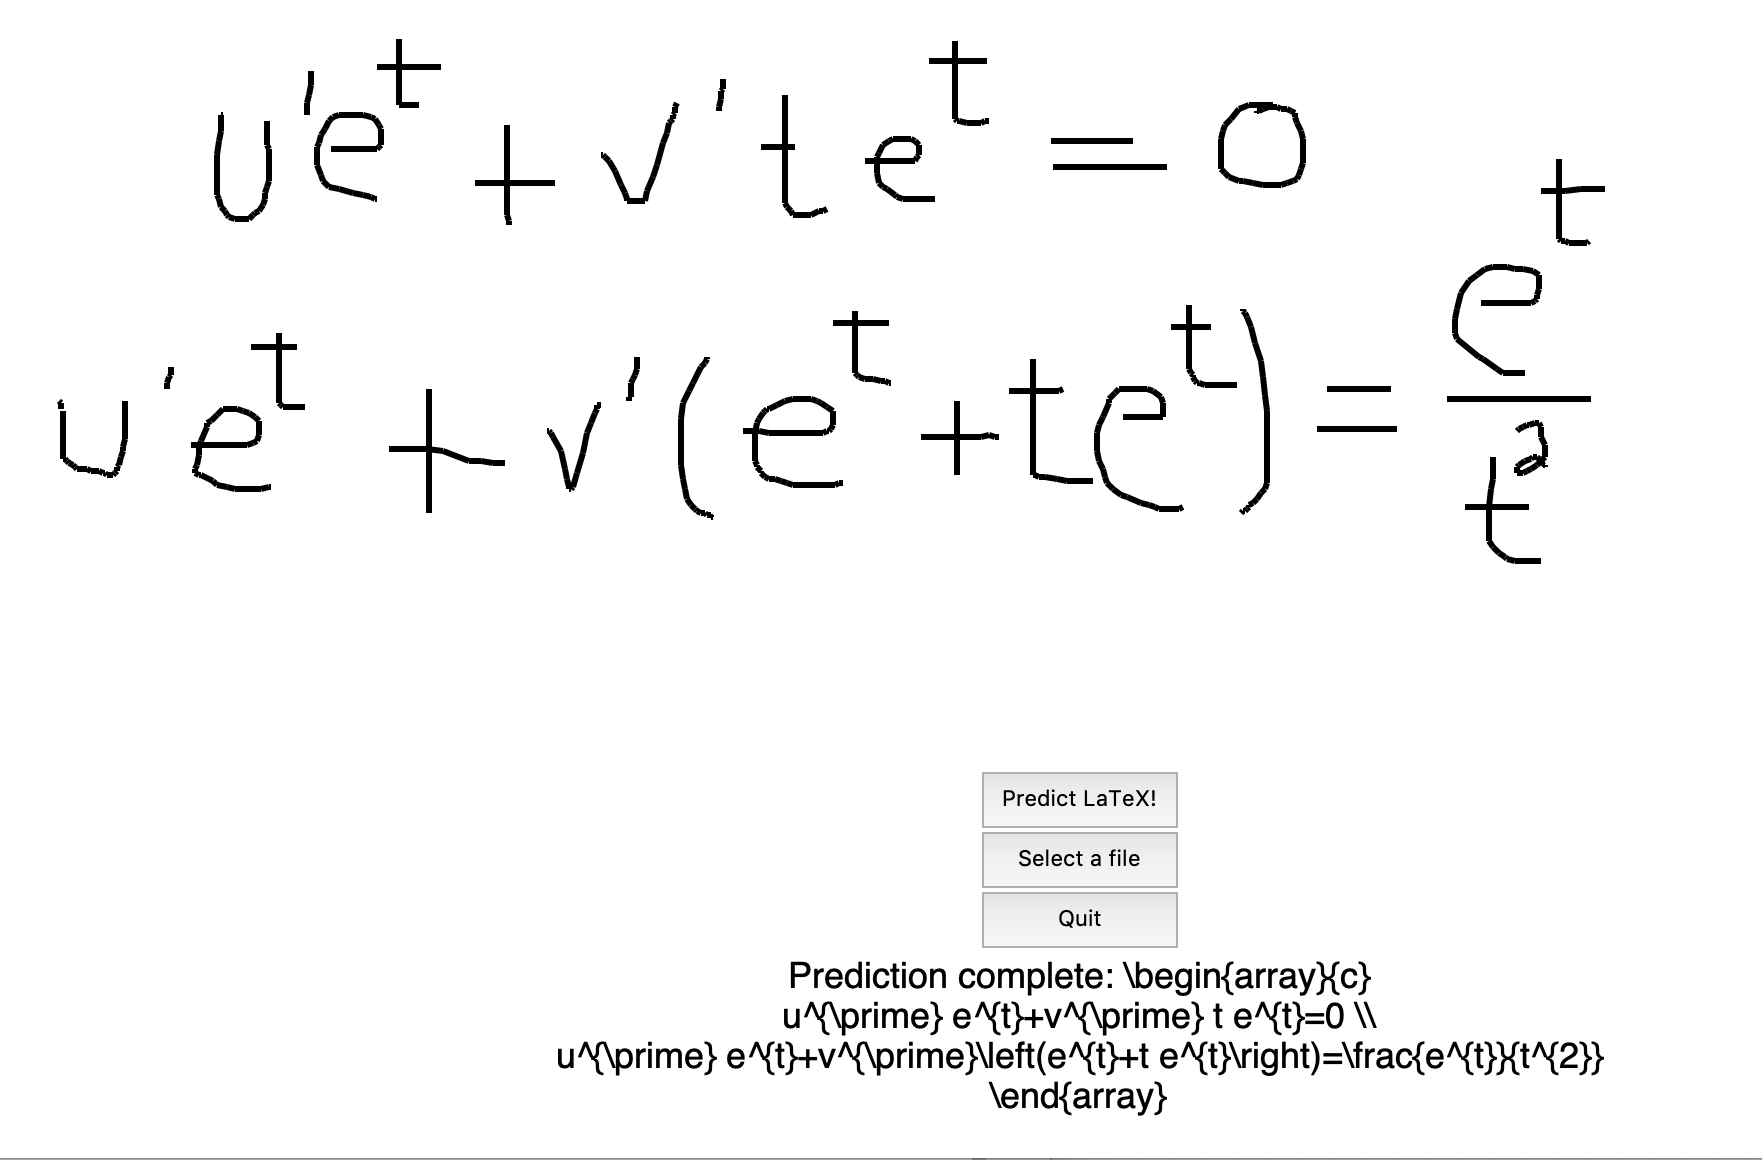 u'e^t + v'te^t = 0
u'e^t + v'(e^t + te^t) = e^t/t^2
Predict LaTeX!
Select a file
Quit
Prediction complete: \begin{array}{c}
u^{\prime} e^{t}+v^{\prime} t e^{t}=0 \\
u^{\prime} e^{t}+v^{\prime}\left(e^{t}+t e^{t}\right)=\frac{e^{t}}{t^{2}}
\end{array}